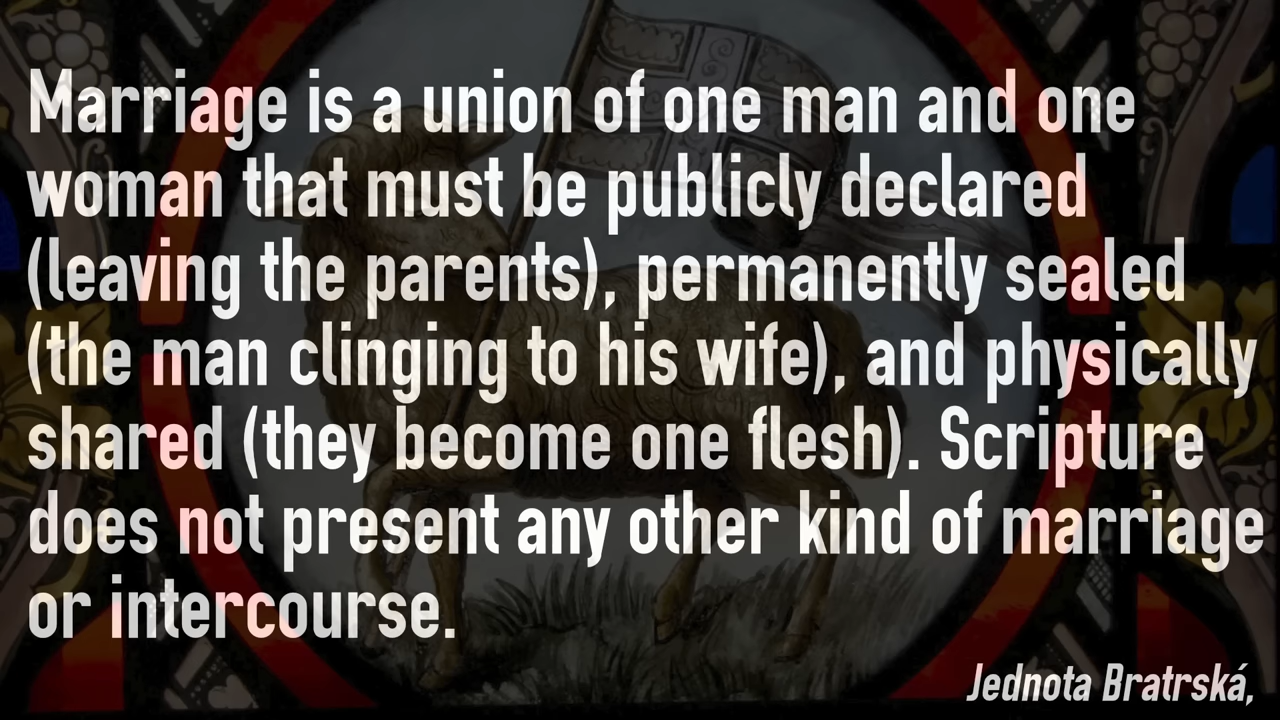 Marriage is a union of one man and one
woman that must be publicly declared
(leaving the parents), permanently sealed
(the man clinging to his wife), and physically
shared (they become one flesh). Scripture
does not present any other kind of marriage
or intercourse.
Jednota Bratrská,